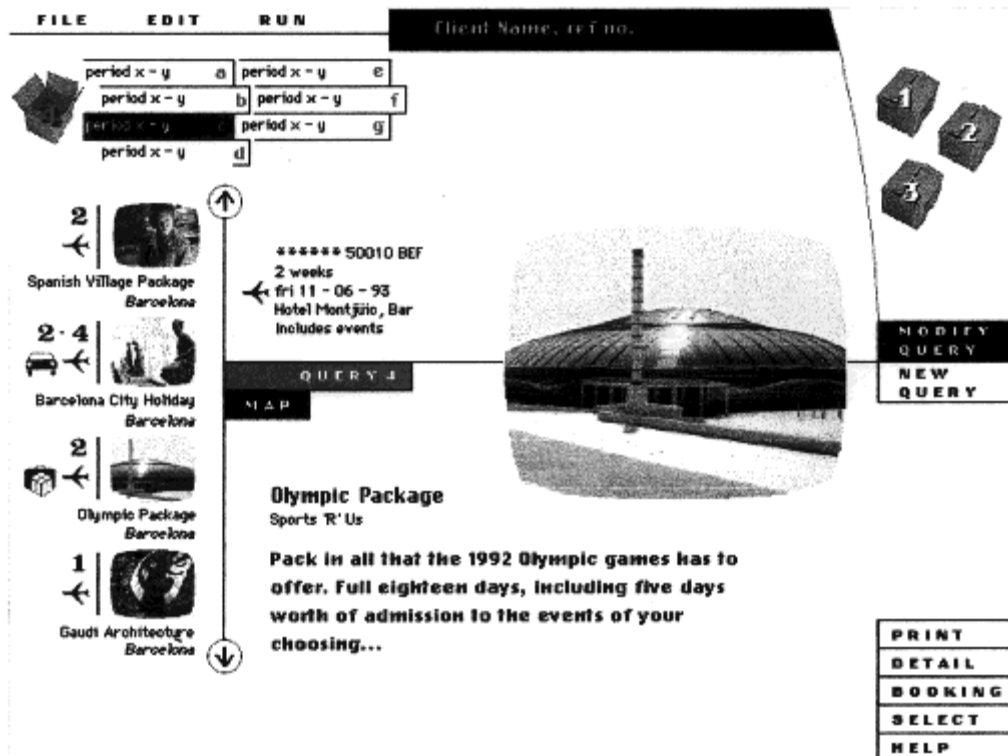 FILE EDIT RUN
Client Name, ref no.
4
period x - y a
period x - y e
period x - y b
period x - y f
period x - y c
period x - y g
period x - y d
1
2
3
2
Spanish Village Package
Barcelona
2 - 4
Barcelona City Holiday
Barcelona
2
Olympic Package
Barcelona
1
Gaudi Architecture
Barcelona
****** 50010 BEF
2 weeks
fri 11 - 06 - 93
Hotel Montjüio, Bar
Includes events
QUERY 4
MAP
MODIFY
QUERY
NEW
QUERY
Olympic Package
Sports 'R' Us
Pack in all that the 1992 Olympic games has to
offer. Full eighteen days, including five days
worth of admission to the events of your
choosing...
PRINT
DETAIL
BOOKING
SELECT
HELP